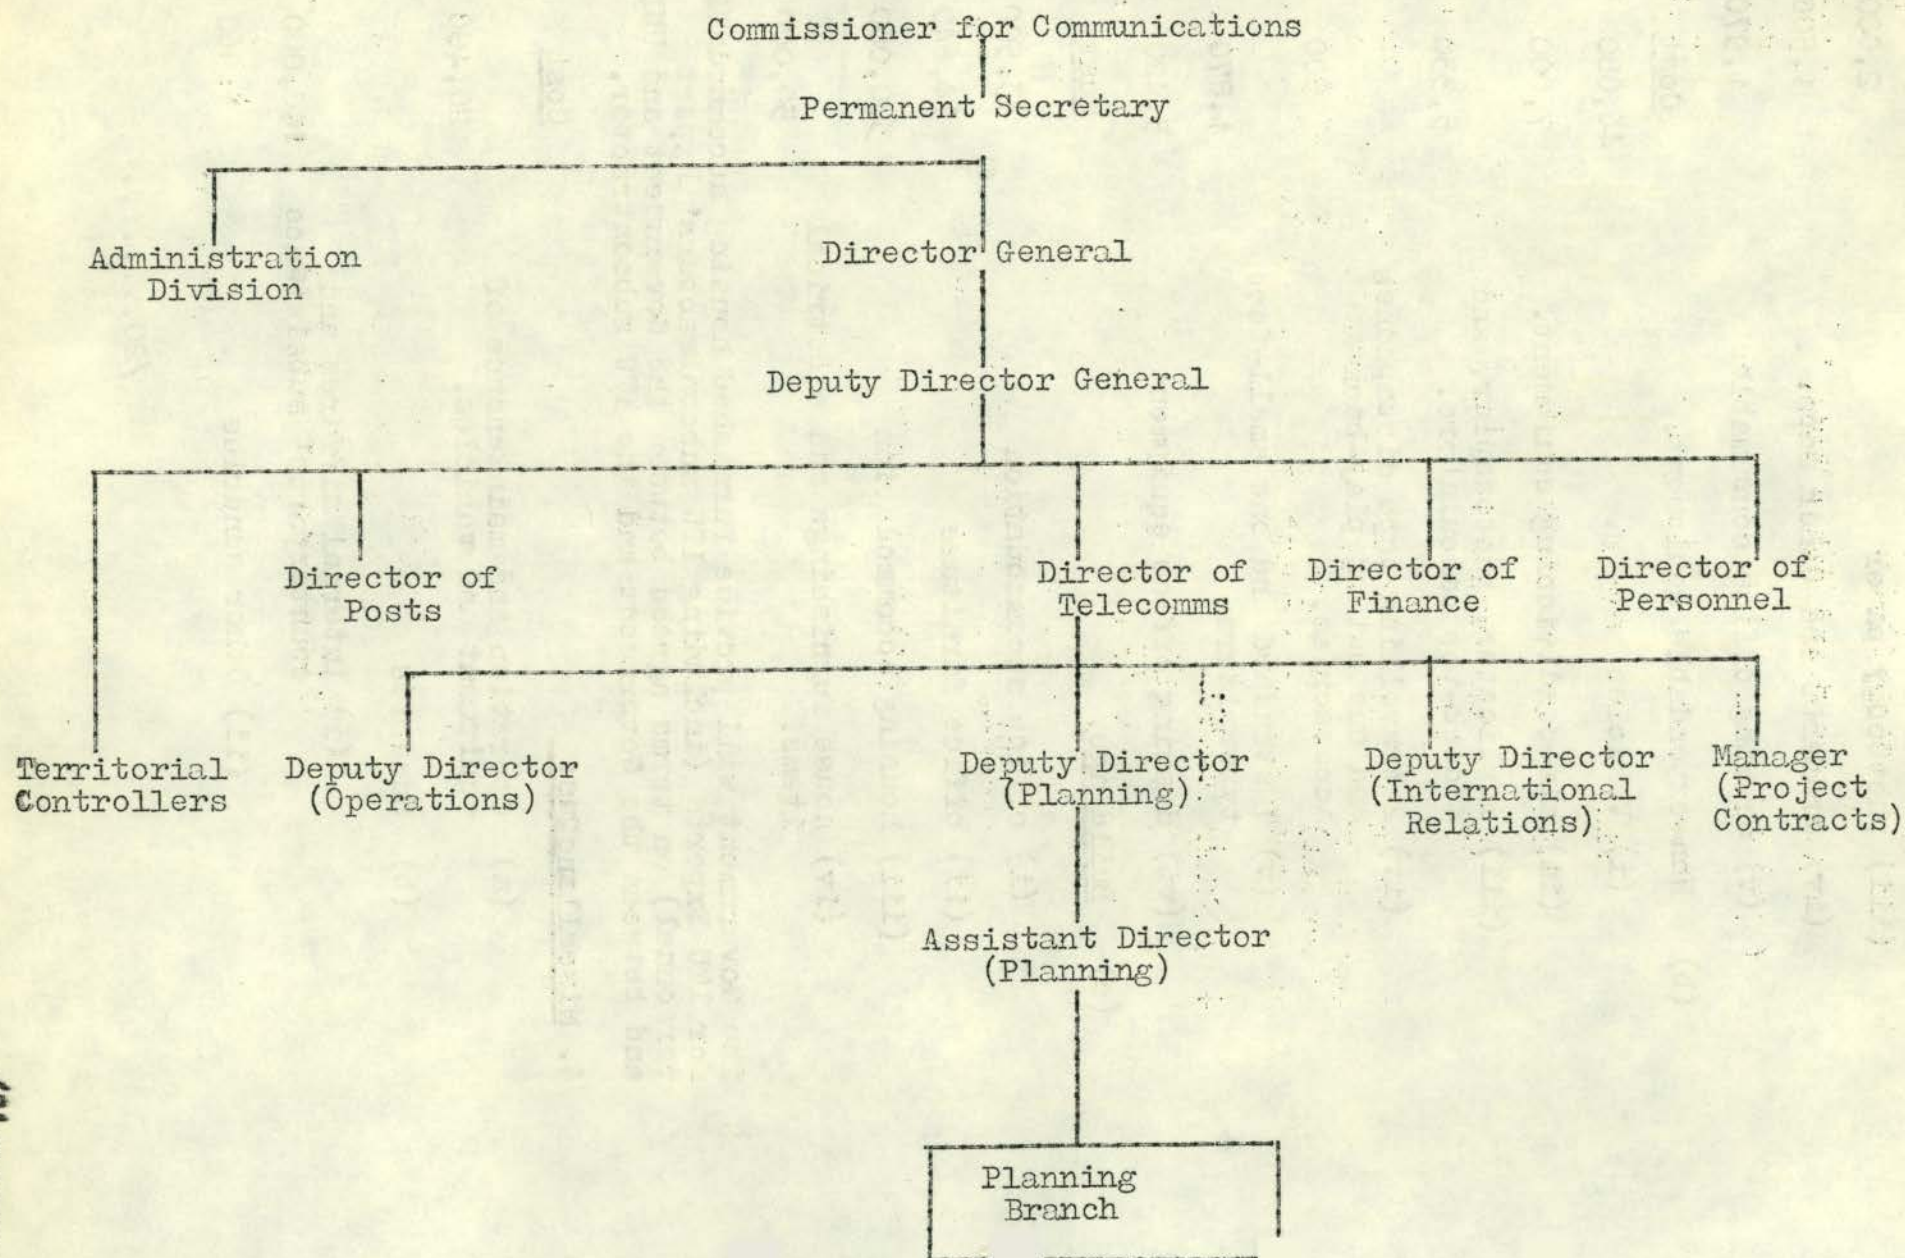 Commissioner for Communications
Permanent Secretary
Administration
Division
Director General
Deputy Director General
Director of
Posts
Director of
Telecomms
Director of
Finance
Director of
Personnel
Territorial
Controllers
Deputy Director
(Operations)
Deputy Director
(Planning)
Deputy Director
(International
Relations)
Manager
(Project
Contracts)
Assistant Director
(Planning)
Planning
Branch